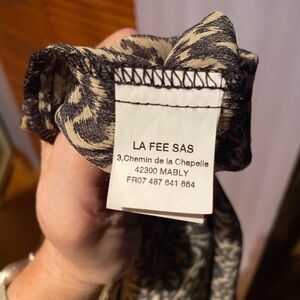 LA FEE SAS
3,Chemin de la Chapelle
42300 MABLY
FR07 487 641 664